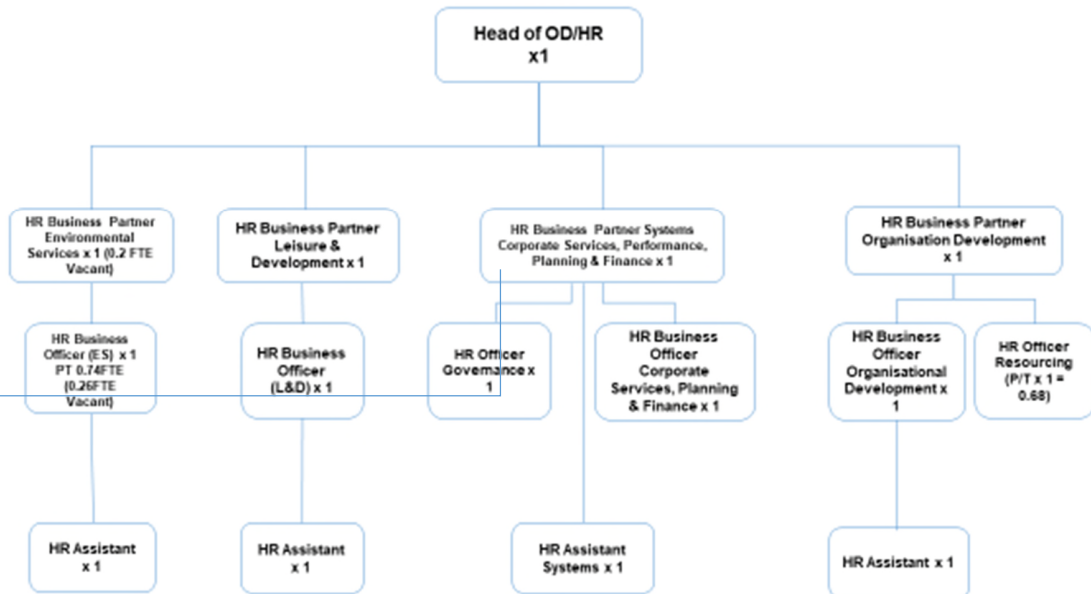 Head of OD/HR
x1
HR Business Partner
Environmental
Services x 1 (0.2 FTE
Vacant)
HR Business Partner
Leisure &
Development x 1
HR Business Partner Systems
Corporate Services, Performance,
Planning & Finance x 1
HR Business Partner
Organisation Development
x 1
HR Business
Officer (ES) x 1
PT 0.74FTE
(0.26FTE
Vacant)
HR Business
Officer
(L&D) x 1
HR Officer
Governance x
1
HR Business
Officer
Corporate
Services, Planning
& Finance x 1
HR Business
Officer
Organisational
Development x
1
HR Officer
Resourcing
(P/T x 1 =
0.68)
HR Assistant
x 1
HR Assistant
x 1
HR Assistant
Systems x 1
HR Assistant x 1